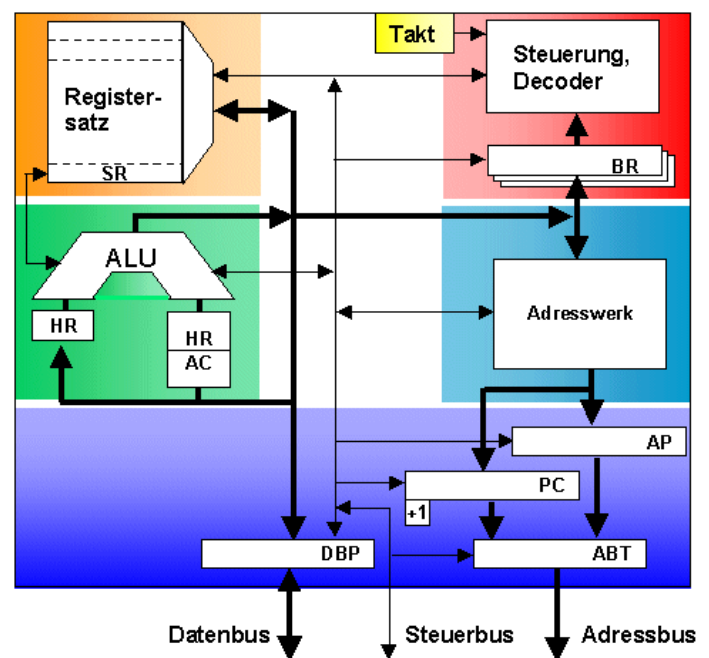 Takt
Steuerung,
Decoder
Register-
satz
SR
BR
ALU
HR
HR
AC
Adresswerk
AP
PC
+1
DBP
ABT
Datenbus
Steuerbus
Adressbus